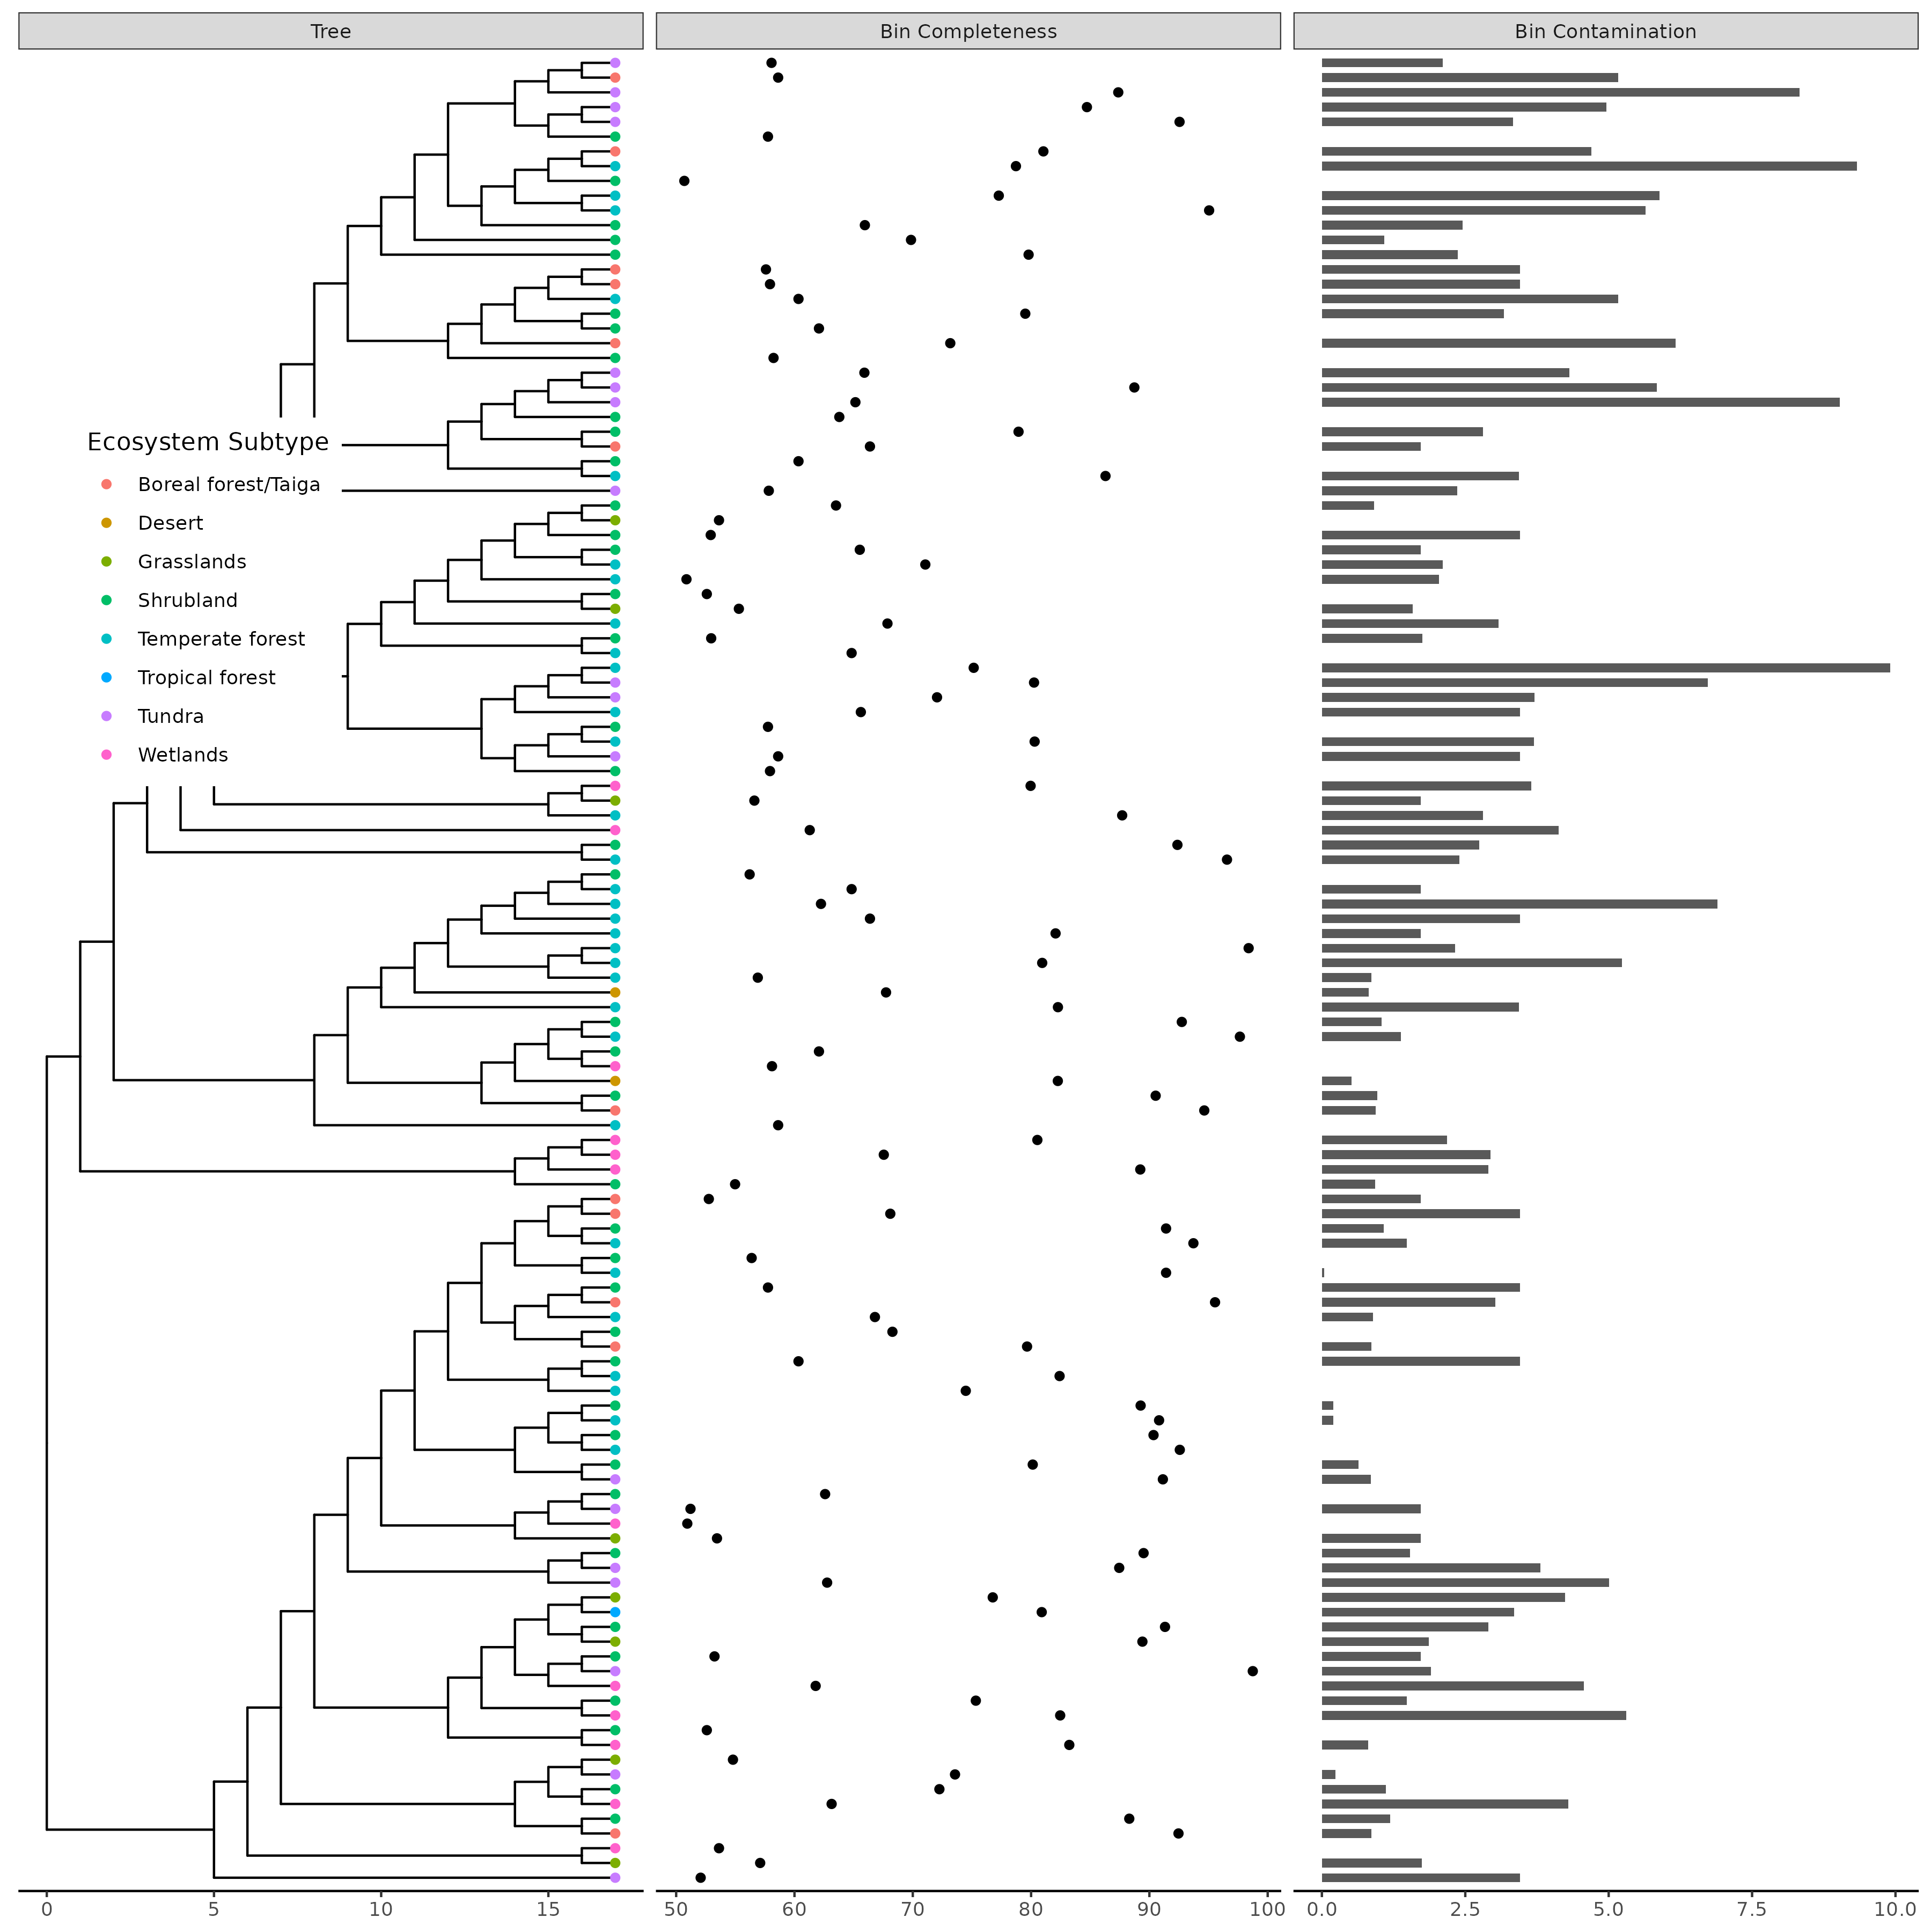 Tree
Bin Completeness
Bin Contamination
Ecosystem Subtype
Boreal forest/Taiga
Desert
Grasslands
Shrubland
Temperate forest
Tropical forest
Tundra
Wetlands
0 5 10 15
50 60 70 80 90 100
0.0 2.5 5.0 7.5 10.0